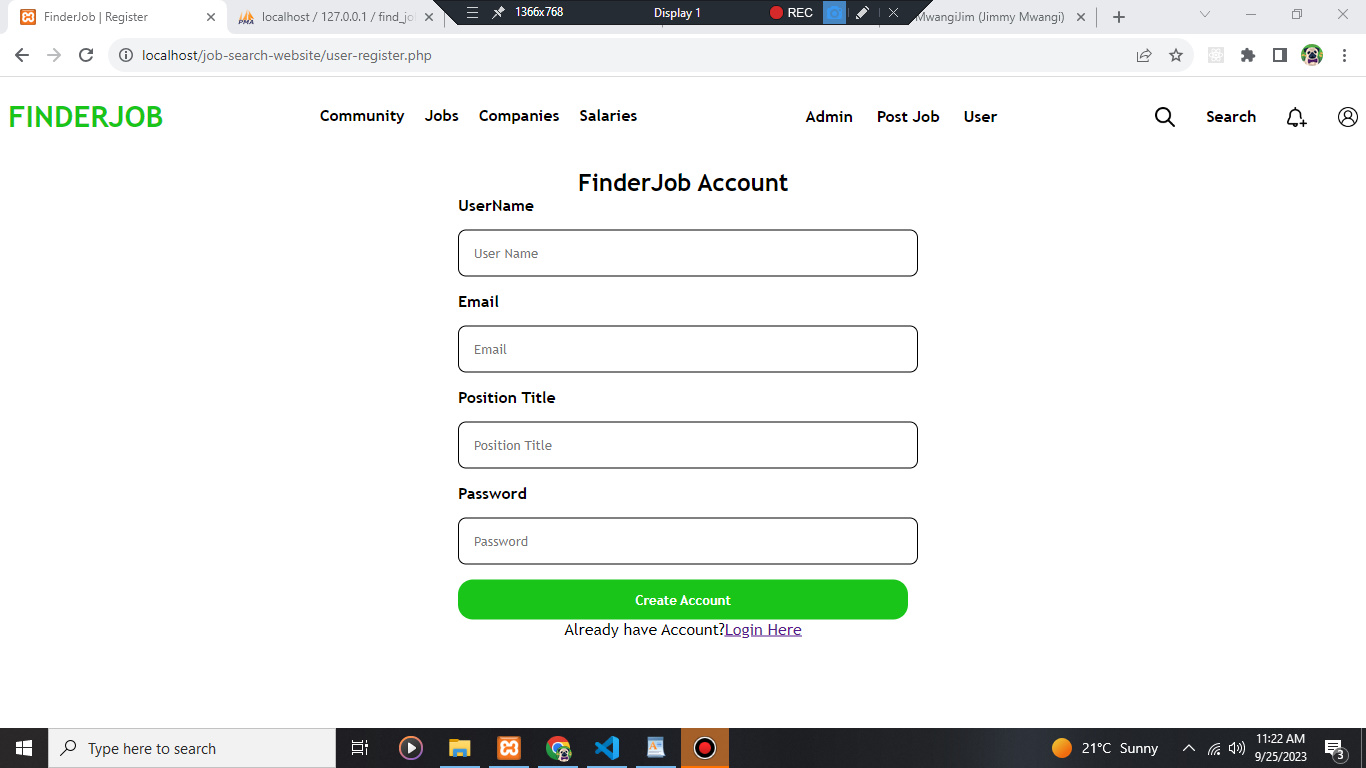 FinderJob | Register
localhost / 127.0.0.1 / find_jo
1366x768
Display 1
REC
MwangiJim (Jimmy Mwangi)
localhost/job-search-website/user-register.php
FINDERJOB
Community Jobs Companies Salaries Admin Post Job User Search
FinderJob Account
UserName
User Name
Email
Email
Position Title
Position Title
Password
Password
Create Account
Already have Account?Login Here
Type here to search
21°C Sunny
11:22 AM
9/25/2023
3